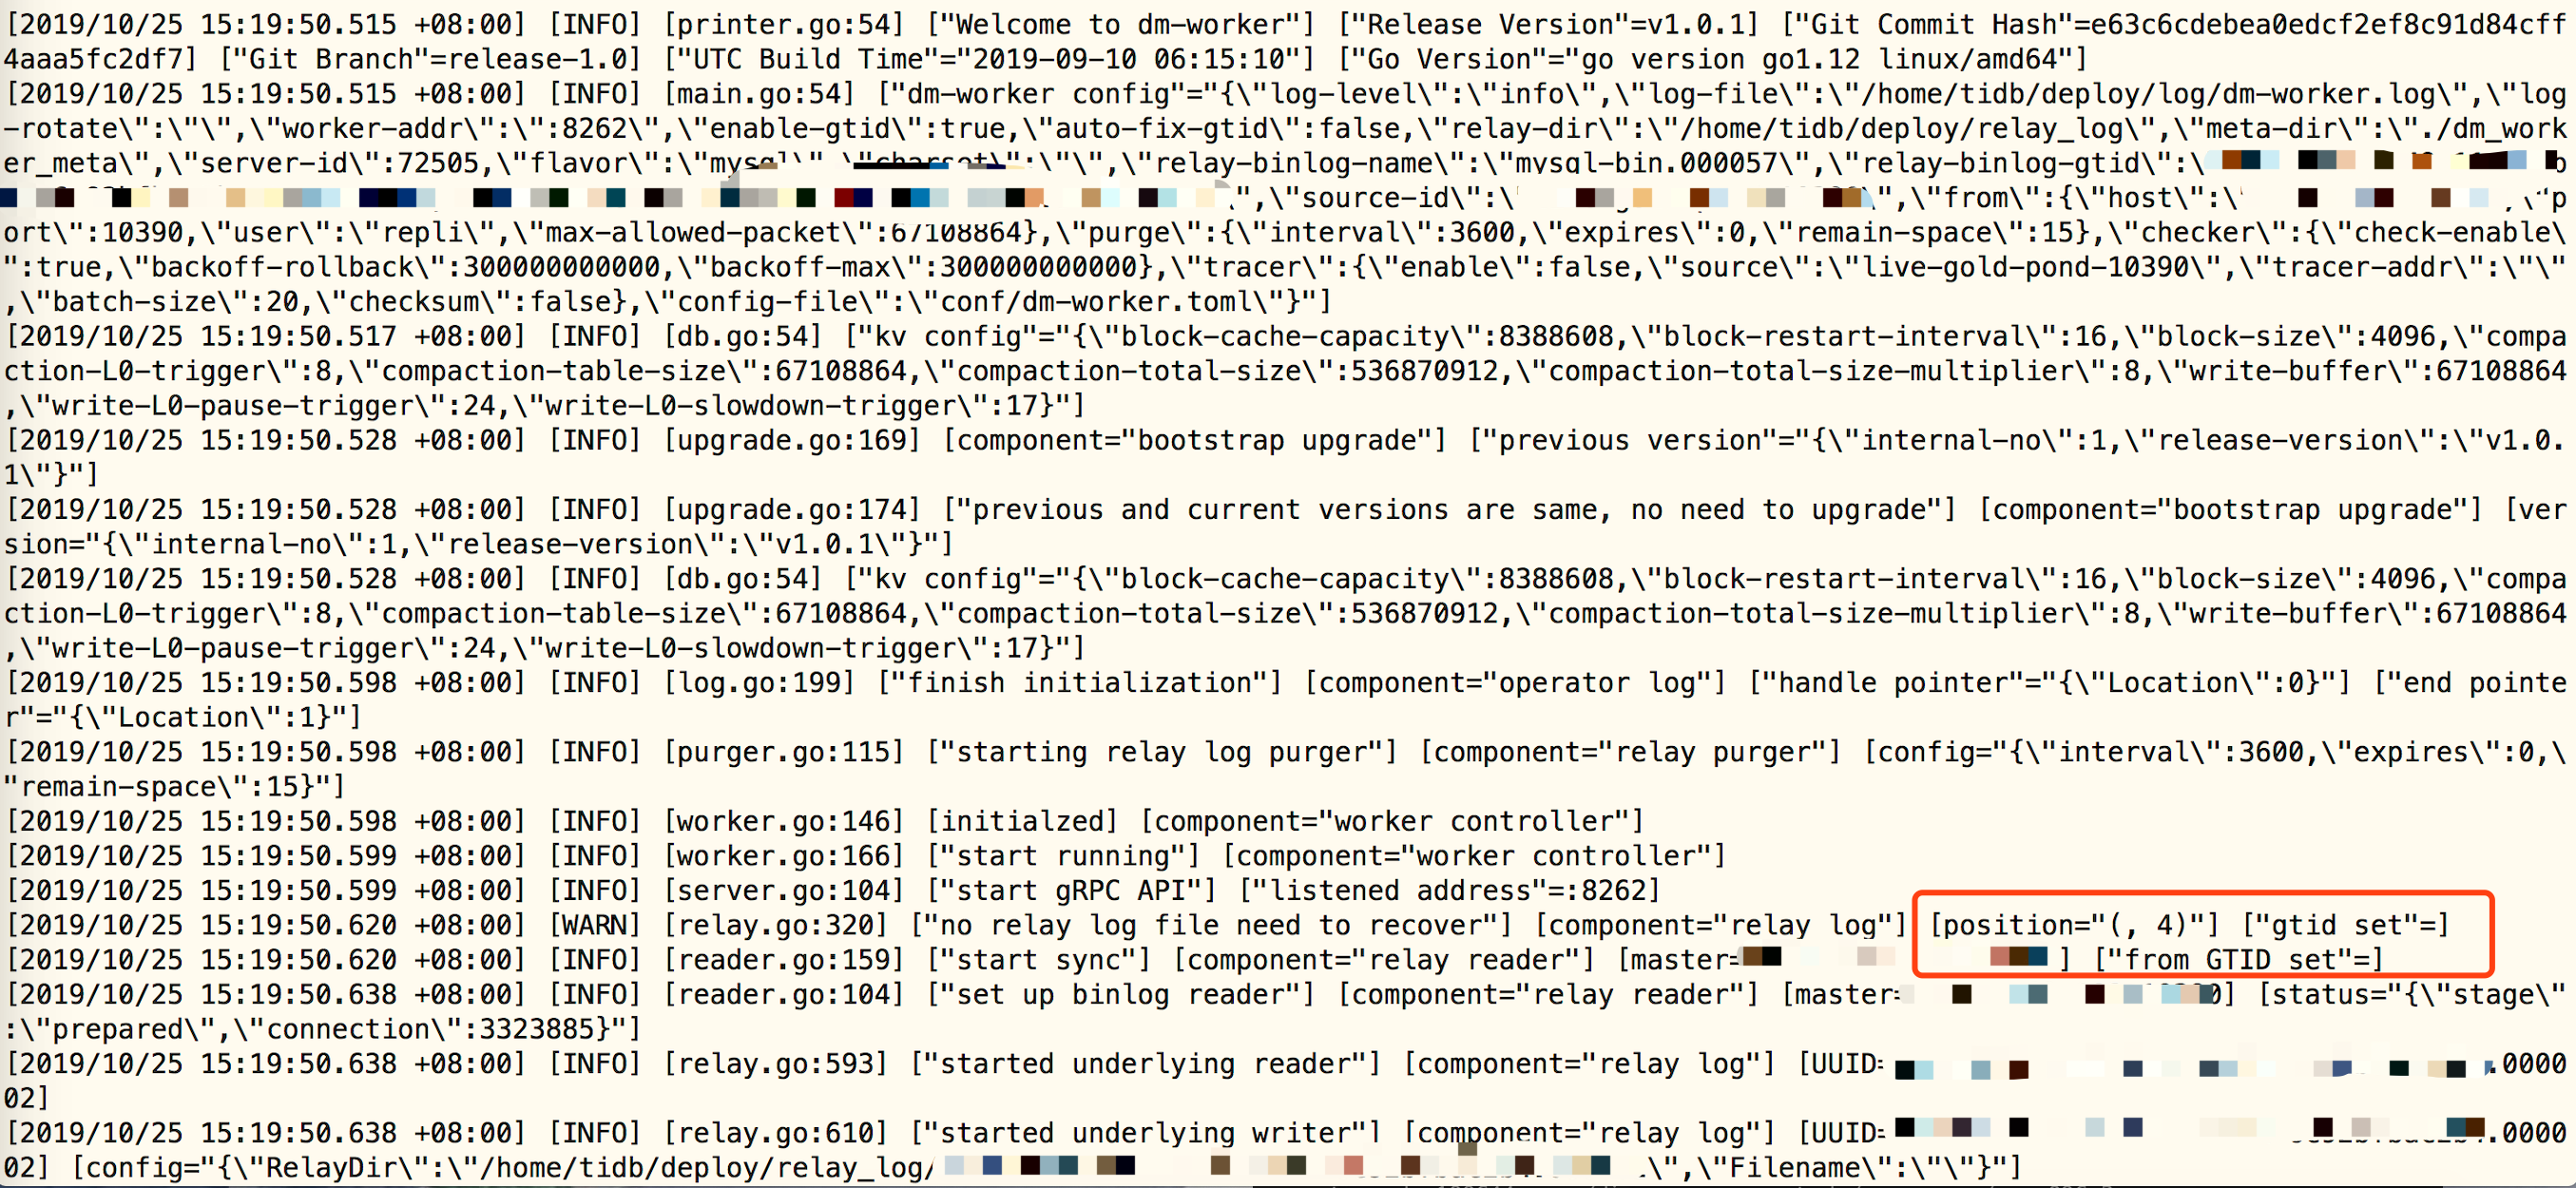 [2019/10/25 15:19:50.515 +08:00] [INFO] [printer.go:54] ["Welcome to dm-worker"] ["Release Version"=v1.0.1] ["Git Commit Hash"=e63c6cdebea0edcf2ef8c91d84cff
4aaa5fc2df7] ["Git Branch"=release-1.0] ["UTC Build Time"="2019-09-10 06:15:10"] ["Go Version"="go version go1.12 linux/amd64"]
[2019/10/25 15:19:50.515 +08:00] [INFO] [main.go:54] ["dm-worker config"="{\"log-level\":\"info\",\"log-file\":\"/home/tidb/deploy/log/dm-worker.log\",\"log
-rotate\":\"\",\"worker-addr\":\":8262\",\"enable-gtid\":true,\"auto-fix-gtid\":false,\"relay-dir\":\"/home/tidb/deploy/relay_log\",\"meta-dir\":\"./dm_work
er_meta\",\"server-id\":72505,\"flavor\":\"mysql\",\"charset\":\"\",\"relay-binlog-name\":\"mysql-bin.000057\",\"relay-binlog-gtid\":\
\",\"source-id\":\" \",\"from\":{\"host\":\" \"p
ort\":10390,\"user\":\"repli\",\"max-allowed-packet\":67108864},\"purge\":{\"interval\":3600,\"expires\":0,\"remain-space\":15},\"checker\":{\"check-enable\
":true,\"backoff-rollback\":300000000000,\"backoff-max\":300000000000},\"tracer\":{\"enable\":false,\"source\":\"live-gold-pond-10390\",\"tracer-addr\":\"\"
,\"batch-size\":20,\"checksum\":false},\"config-file\":\"conf/dm-worker.toml\"}"]
[2019/10/25 15:19:50.517 +08:00] [INFO] [db.go:54] ["kv config"="{\"block-cache-capacity\":8388608,\"block-restart-interval\":16,\"block-size\":4096,\"compa
ction-L0-trigger\":8,\"compaction-table-size\":67108864,\"compaction-total-size\":536870912,\"compaction-total-size-multiplier\":8,\"write-buffer\":67108864
,\"write-L0-pause-trigger\":24,\"write-L0-slowdown-trigger\":17}"]
[2019/10/25 15:19:50.528 +08:00] [INFO] [upgrade.go:169] [component="bootstrap upgrade"] ["previous version"="{\"internal-no\":1,\"release-version\":\"v1.0.
1\"}"]
[2019/10/25 15:19:50.528 +08:00] [INFO] [upgrade.go:174] ["previous and current versions are same, no need to upgrade"] [component="bootstrap upgrade"] [ver
sion="{\"internal-no\":1,\"release-version\":\"v1.0.1\"}"]
[2019/10/25 15:19:50.528 +08:00] [INFO] [db.go:54] ["kv config"="{\"block-cache-capacity\":8388608,\"block-restart-interval\":16,\"block-size\":4096,\"compa
ction-L0-trigger\":8,\"compaction-table-size\":67108864,\"compaction-total-size\":536870912,\"compaction-total-size-multiplier\":8,\"write-buffer\":67108864
,\"write-L0-pause-trigger\":24,\"write-L0-slowdown-trigger\":17}"]
[2019/10/25 15:19:50.598 +08:00] [INFO] [log.go:199] ["finish initialization"] [component="operator log"] ["handle pointer"="{\"Location\":0}"] ["end pointe
r"="{\"Location\":1}"]
[2019/10/25 15:19:50.598 +08:00] [INFO] [purger.go:115] ["starting relay log purger"] [component="relay purger"] [config="{\"interval\":3600,\"expires\":0,\
"remain-space\":15}"]
[2019/10/25 15:19:50.598 +08:00] [INFO] [worker.go:146] [initialzed] [component="worker controller"]
[2019/10/25 15:19:50.599 +08:00] [INFO] [worker.go:166] ["start running"] [component="worker controller"]
[2019/10/25 15:19:50.599 +08:00] [INFO] [server.go:104] ["start gRPC API"] ["listened address"=:8262]
[2019/10/25 15:19:50.620 +08:00] [WARN] [relay.go:320] ["no relay log file need to recover"] [component="relay log"] [position="(, 4)"] ["gtid set"=]
[2019/10/25 15:19:50.620 +08:00] [INFO] [reader.go:159] ["start sync"] [component="relay reader"] [master= ] ["from GTID set"=]
[2019/10/25 15:19:50.638 +08:00] [INFO] [reader.go:104] ["set up binlog reader"] [component="relay reader"] [master= ] [status="{\"stage\"
:\"prepared\",\"connection\":3323885}"]
[2019/10/25 15:19:50.638 +08:00] [INFO] [relay.go:593] ["started underlying reader"] [component="relay log"] [UUID= .0000
02]
[2019/10/25 15:19:50.638 +08:00] [INFO] [relay.go:610] ["started underlying writer"] [component="relay log"] [UUID= .0000
02] [config="{\"RelayDir\":\"/home/tidb/deploy/relay_log/ \",\"Filename\":\"\"}"]